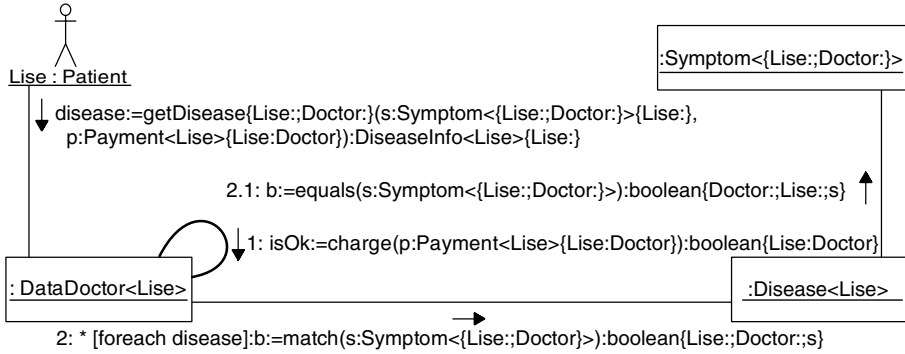 Lise : Patient
:Symptom<{Lise:;Doctor:}>
disease:=getDisease{Lise:;Doctor:}(s:Symptom<{Lise:;Doctor:}>{Lise:},
p:Payment<Lise>{Lise:Doctor}):DiseaseInfo<Lise>{Lise:}
2.1: b:=equals(s:Symptom<{Lise:;Doctor:}>):boolean{Doctor:;Lise:;s}
1: isOk:=charge(p:Payment<Lise>{Lise:Doctor}):boolean{Lise:Doctor}
: DataDoctor<Lise>
:Disease<Lise>
2: * [foreach disease]:b:=match(s:Symptom<{Lise:;Doctor}>):boolean{Lise:;Doctor:;s}